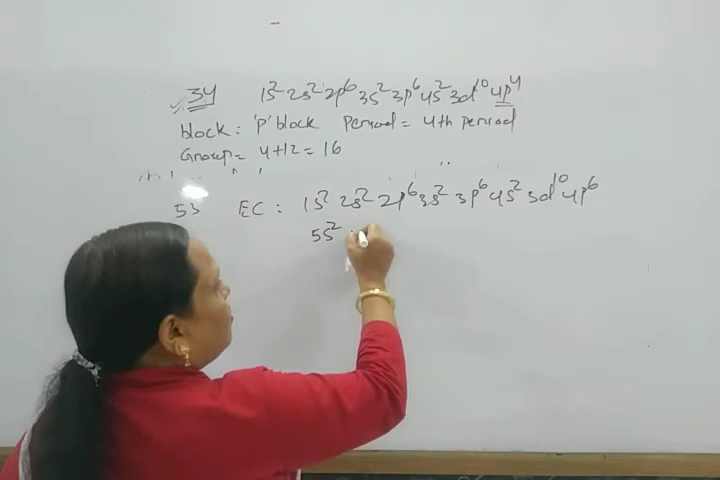 34 1s² 2s² 2p⁶ 3s² 3p⁶ 4s² 3d¹⁰ 4p⁴
block: 'p' block Period = 4th period
Group = 4+12 = 16
53 EC : 1s² 2s² 2p⁶ 3s² 3p⁶ 4s² 3d¹⁰ 4p⁶
5s²